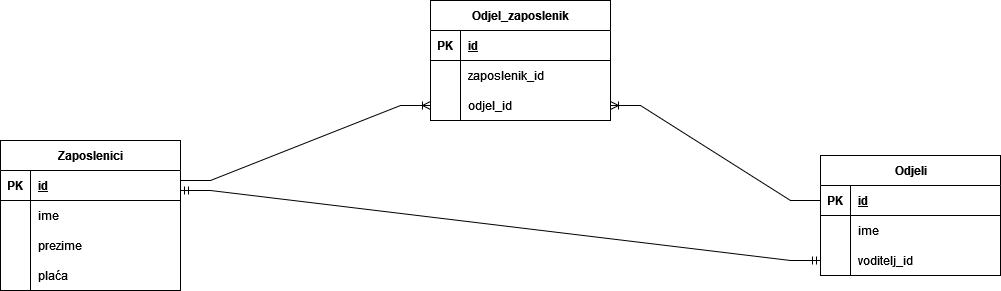 Odjel_zaposlenik
PK id
zaposlenik_id
odjel_id
Zaposlenici
PK id
ime
prezime
plaća
Odjeli
PK id
ime
voditelj_id